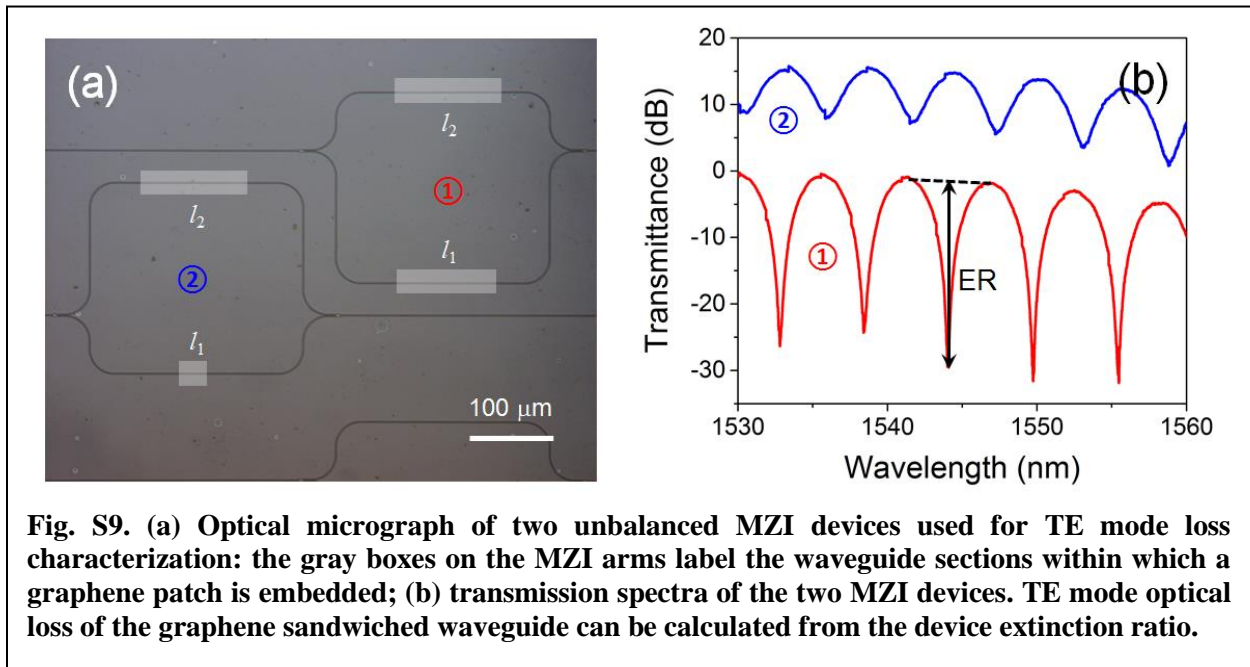 (a)
l2
l1
①
l2
②
l1
100 μm
(b)
20
10
0
-10
-20
-30
Transmittance (dB)
②
①
ER
1530
1540
1550
1560
Wavelength (nm)
Fig. S9. (a) Optical micrograph of two unbalanced MZI devices used for TE mode loss
characterization: the gray boxes on the MZI arms label the waveguide sections within which a
graphene patch is embedded; (b) transmission spectra of the two MZI devices. TE mode optical
loss of the graphene sandwiched waveguide can be calculated from the device extinction ratio.